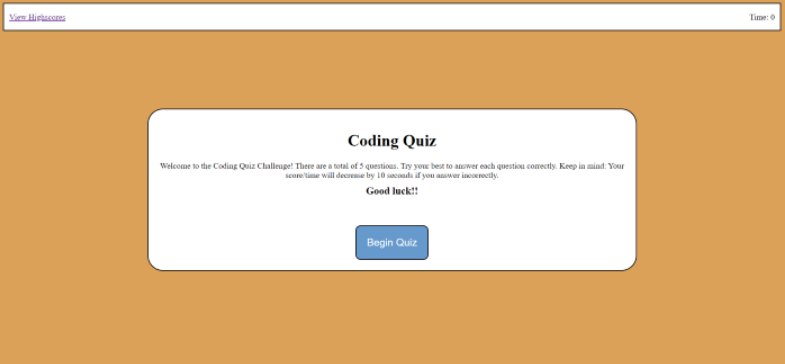 View Highscores
Time: 0
Coding Quiz
Welcome to the Coding Quiz Challenge! There are a total of 5 questions. Try your best to answer each question correctly. Keep in mind: Your
score/time will decrease by 10 seconds if you answer incorrectly.
Good luck!!
Begin Quiz